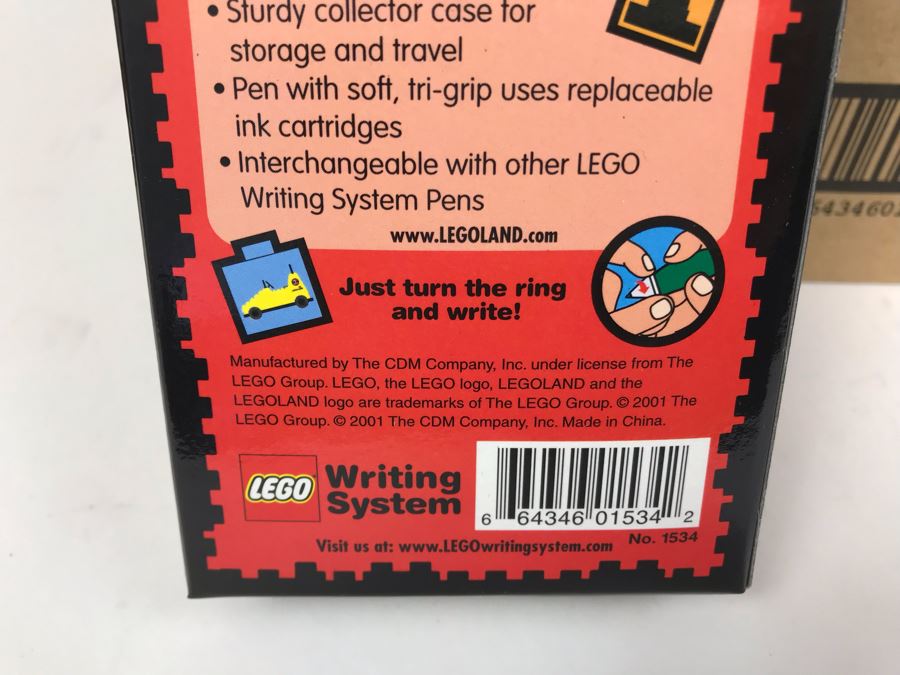 • Sturdy collector case for
storage and travel
• Pen with soft, tri-grip uses replaceable
ink cartridges
• Interchangeable with other LEGO
Writing System Pens
www.LEGOLAND.com
Just turn the ring
and write!
Manufactured by The CDM Company, Inc. under license from The
LEGO Group. LEGO, the LEGO logo, LEGOLAND and the
LEGOLAND logo are trademarks of The LEGO Group. © 2001 The
LEGO Group. © 2001 The CDM Company, Inc. Made in China.
LEGO
Writing
System
6 64346 01534 2
No. 1534
Visit us at: www.LEGOwritingsystem.com